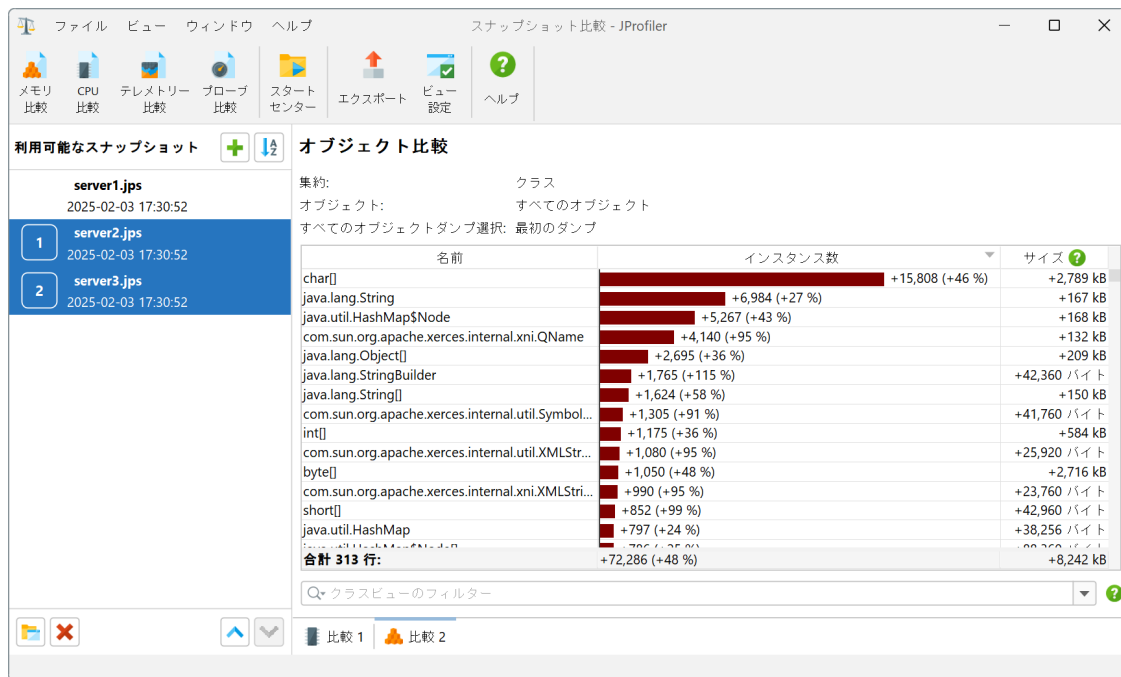 ファイル ビュー ウィンドウ ヘルプ
スナップショット比較 - JProfiler
メモリ
比較
CPU
比較
テレメトリー
比較
プローブ
比較
スタート
センター
エクスポート
ビュー
設定
ヘルプ
利用可能なスナップショット
server1.jps
2025-02-03 17:30:52
1
server2.jps
2025-02-03 17:30:52
2
server3.jps
2025-02-03 17:30:52
オブジェクト比較
集約: クラス
オブジェクト: すべてのオブジェクト
すべてのオブジェクトダンプ選択: 最初のダンプ
名前 インスタンス数 サイズ
char[] +15,808 (+46 %) +2,789 kB
java.lang.String +6,984 (+27 %) +167 kB
java.util.HashMap$Node +5,267 (+43 %) +168 kB
com.sun.org.apache.xerces.internal.xni.QName +4,140 (+95 %) +132 kB
java.lang.Object[] +2,695 (+36 %) +209 kB
java.lang.StringBuilder +1,765 (+115 %) +42,360 バイト
java.lang.String[] +1,624 (+58 %) +150 kB
com.sun.org.apache.xerces.internal.util.Symbol... +1,305 (+91 %) +41,760 バイト
int[] +1,175 (+36 %) +584 kB
com.sun.org.apache.xerces.internal.util.XMLStr... +1,080 (+95 %) +25,920 バイト
byte[] +1,050 (+48 %) +2,716 kB
com.sun.org.apache.xerces.internal.xni.XMLStri... +990 (+95 %) +23,760 バイト
short[] +852 (+99 %) +42,960 バイト
java.util.HashMap +797 (+24 %) +38,256 バイト
合計 313 行: +72,286 (+48 %) +8,242 kB
クラスビューのフィルター
比較 1 比較 2